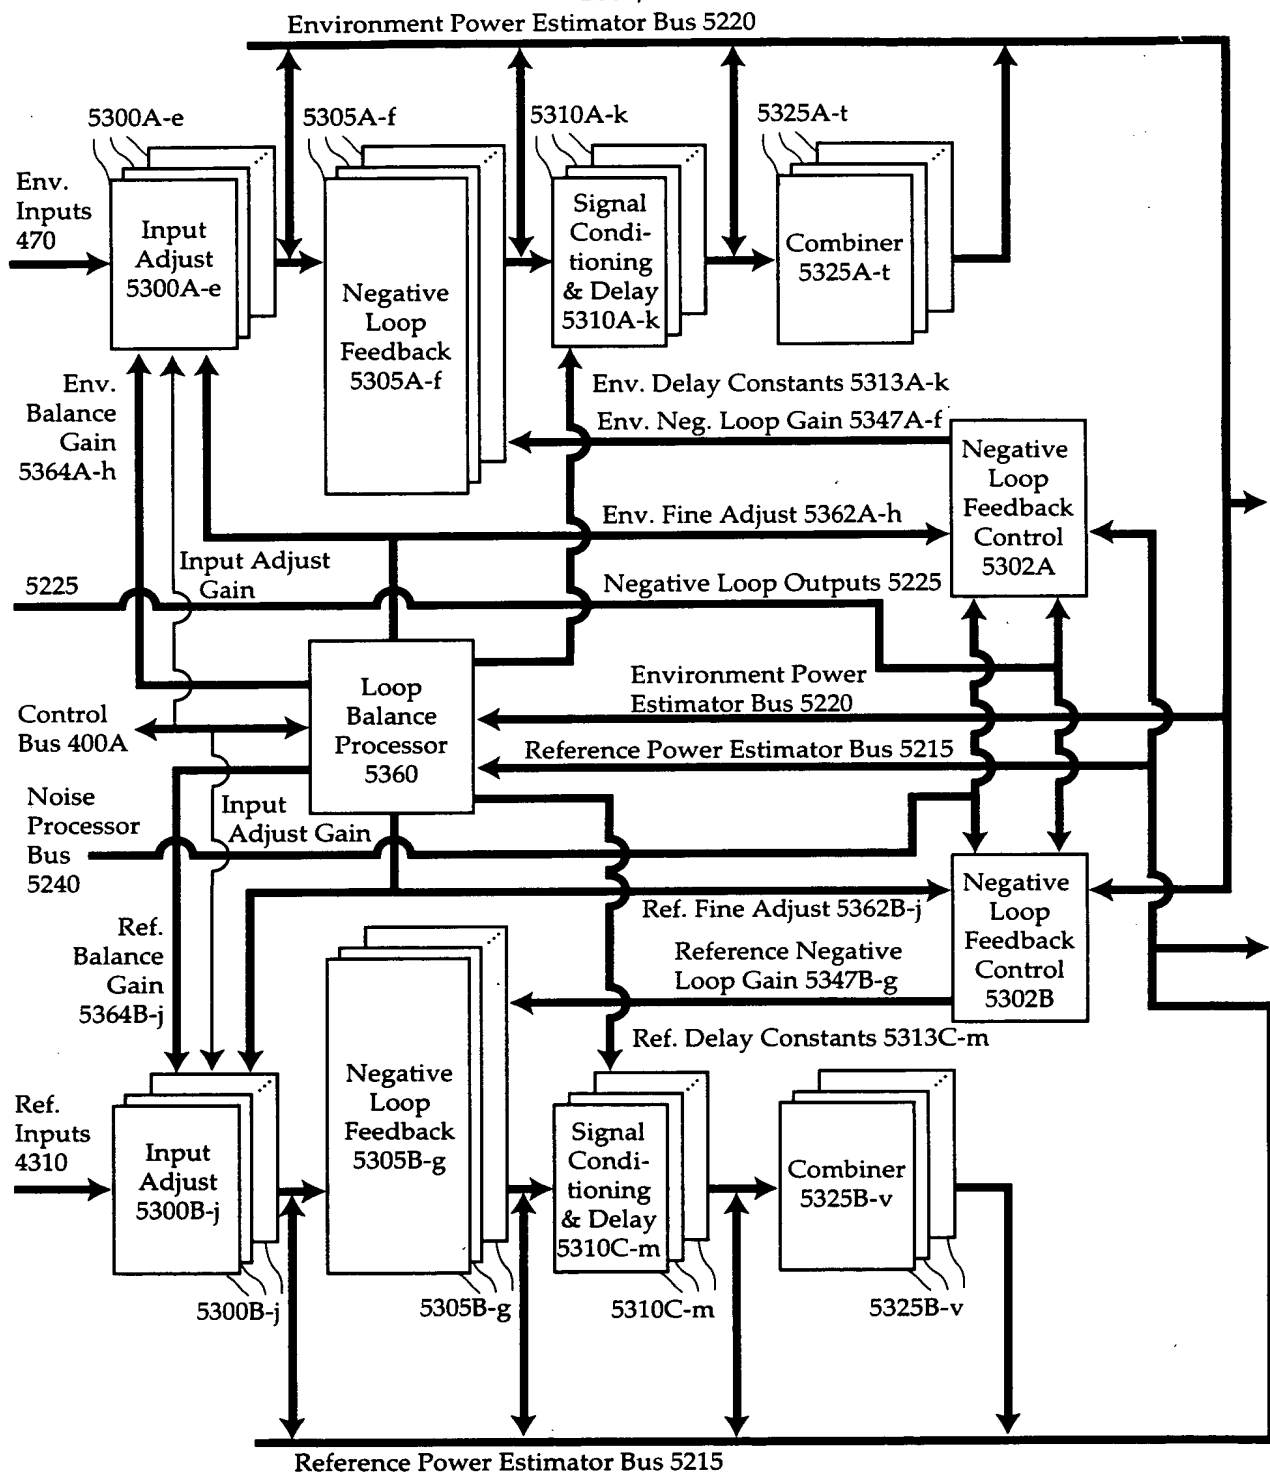 Environment Power Estimator Bus 5220
5300A-e
5305A-f
5310A-k
5325A-t
Env.
Inputs
470
Input
Adjust
5300A-e
Negative
Loop
Feedback
5305A-f
Signal
Condi-
tioning
& Delay
5310A-k
Combiner
5325A-t
Env.
Balance
Gain
5364A-h
Env. Delay Constants 5313A-k
Env. Neg. Loop Gain 5347A-f
Negative
Loop
Feedback
Control
5302A
Env. Fine Adjust 5362A-h
Input Adjust
Gain
5225
Negative Loop Outputs 5225
Loop
Balance
Processor
5360
Environment Power
Estimator Bus 5220
Control
Bus 400A
Reference Power Estimator Bus 5215
Noise
Processor
Bus
5240
Input
Adjust Gain
Negative
Loop
Feedback
Control
5302B
Ref. Fine Adjust 5362B-j
Ref.
Balance
Gain
5364B-j
Reference Negative
Loop Gain 5347B-g
Ref. Delay Constants 5313C-m
Ref.
Inputs
4310
Input
Adjust
5300B-j
Negative
Loop
Feedback
5305B-g
Signal
Condi-
tioning
& Delay
5310C-m
Combiner
5325B-v
5300B-j
5305B-g
5310C-m
5325B-v
Reference Power Estimator Bus 5215